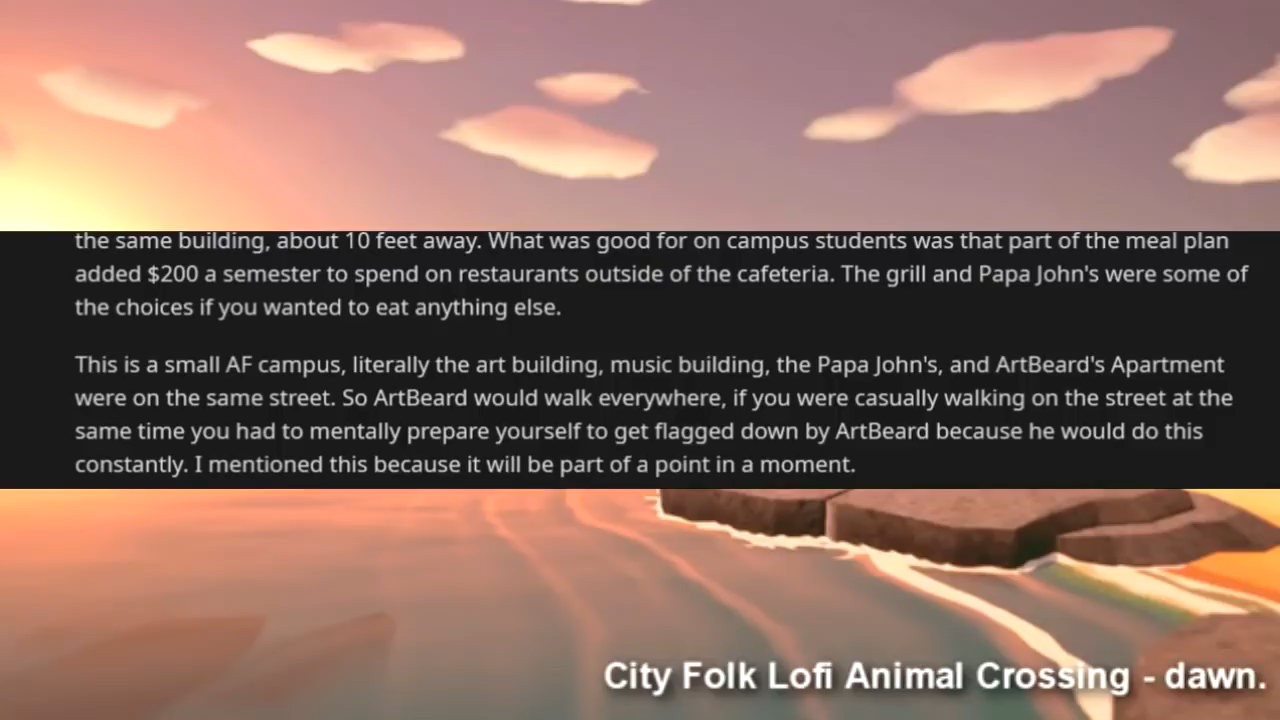 the same building, about 10 feet away. What was good for on campus students was that part of the meal plan
added $200 a semester to spend on restaurants outside of the cafeteria. The grill and Papa John's were some of
the choices if you wanted to eat anything else.
This is a small AF campus, literally the art building, music building, the Papa John's, and ArtBeard's Apartment
were on the same street. So ArtBeard would walk everywhere, if you were casually walking on the street at the
same time you had to mentally prepare yourself to get flagged down by ArtBeard because he would do this
constantly. I mentioned this because it will be part of a point in a moment.
City Folk Lofi Animal Crossing - dawn.